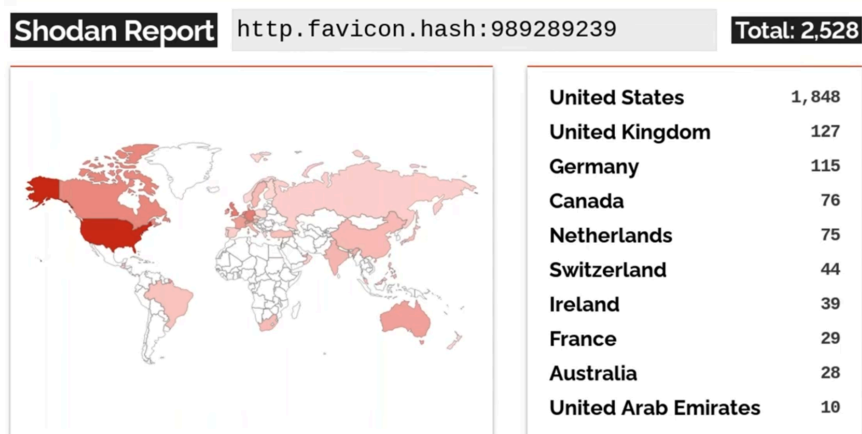 Shodan Report http.favicon.hash:989289239 Total: 2,528
United States 1,848
United Kingdom 127
Germany 115
Canada 76
Netherlands 75
Switzerland 44
Ireland 39
France 29
Australia 28
United Arab Emirates 10